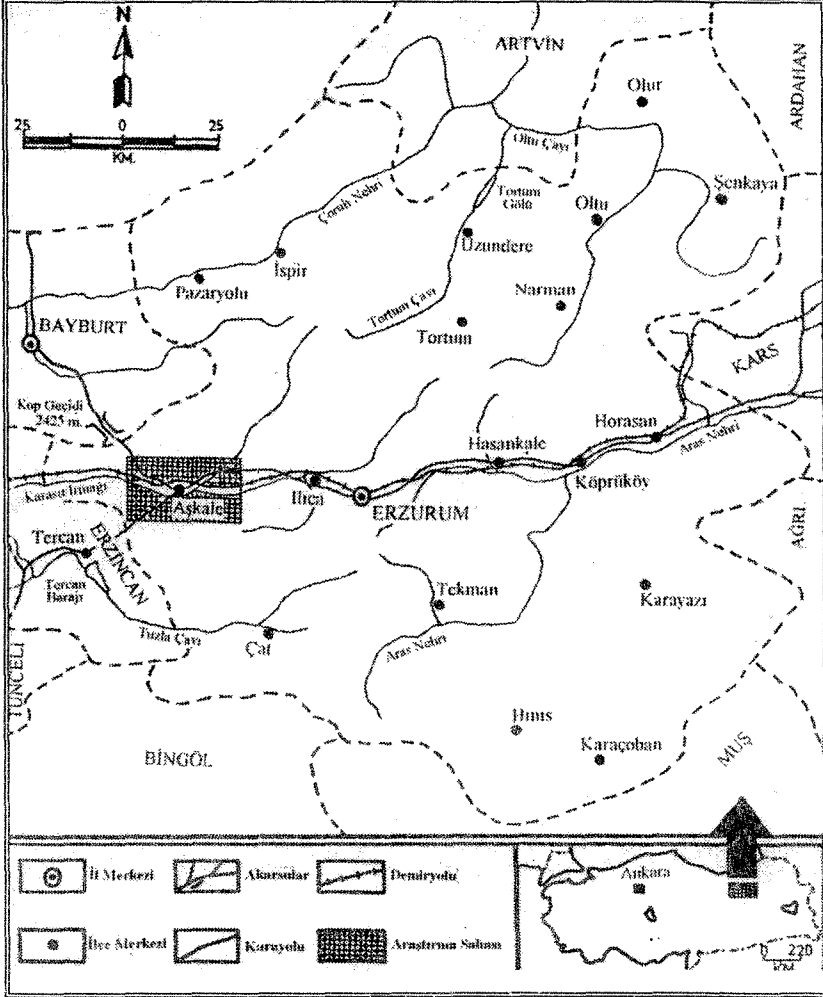 N
ARTVİN
ARDAHAN
Olur
25 0 25
KM.
Oltu Çayı
Çoruh Nehri
Tortum
Gölü
Oltu
Şenkaya
Uzundere
İspir
Pazaryolu
Tortum Çayı
Narman
Tortum
BAYBURT
KARS
Kop Geçidi
2425 m.
Horasan
Hasankale
Aras Nehri
Köprüköy
Karasu Irmağı
Aşkale
Ilıca
ERZURUM
Tercan
ERZİNCAN
AĞRI
Tercan
Barajı
Tekman
Karayazı
Tuzla Çayı
Çat
Aras Nehri
TUNCELİ
Hınıs
BİNGÖL
Karaçoban
MUŞ
İl Merkezi
Akarsular
Demiryolu
Ankara
İlçe Merkezi
Karayolu
Araştırma Sahası
0 220
KM.